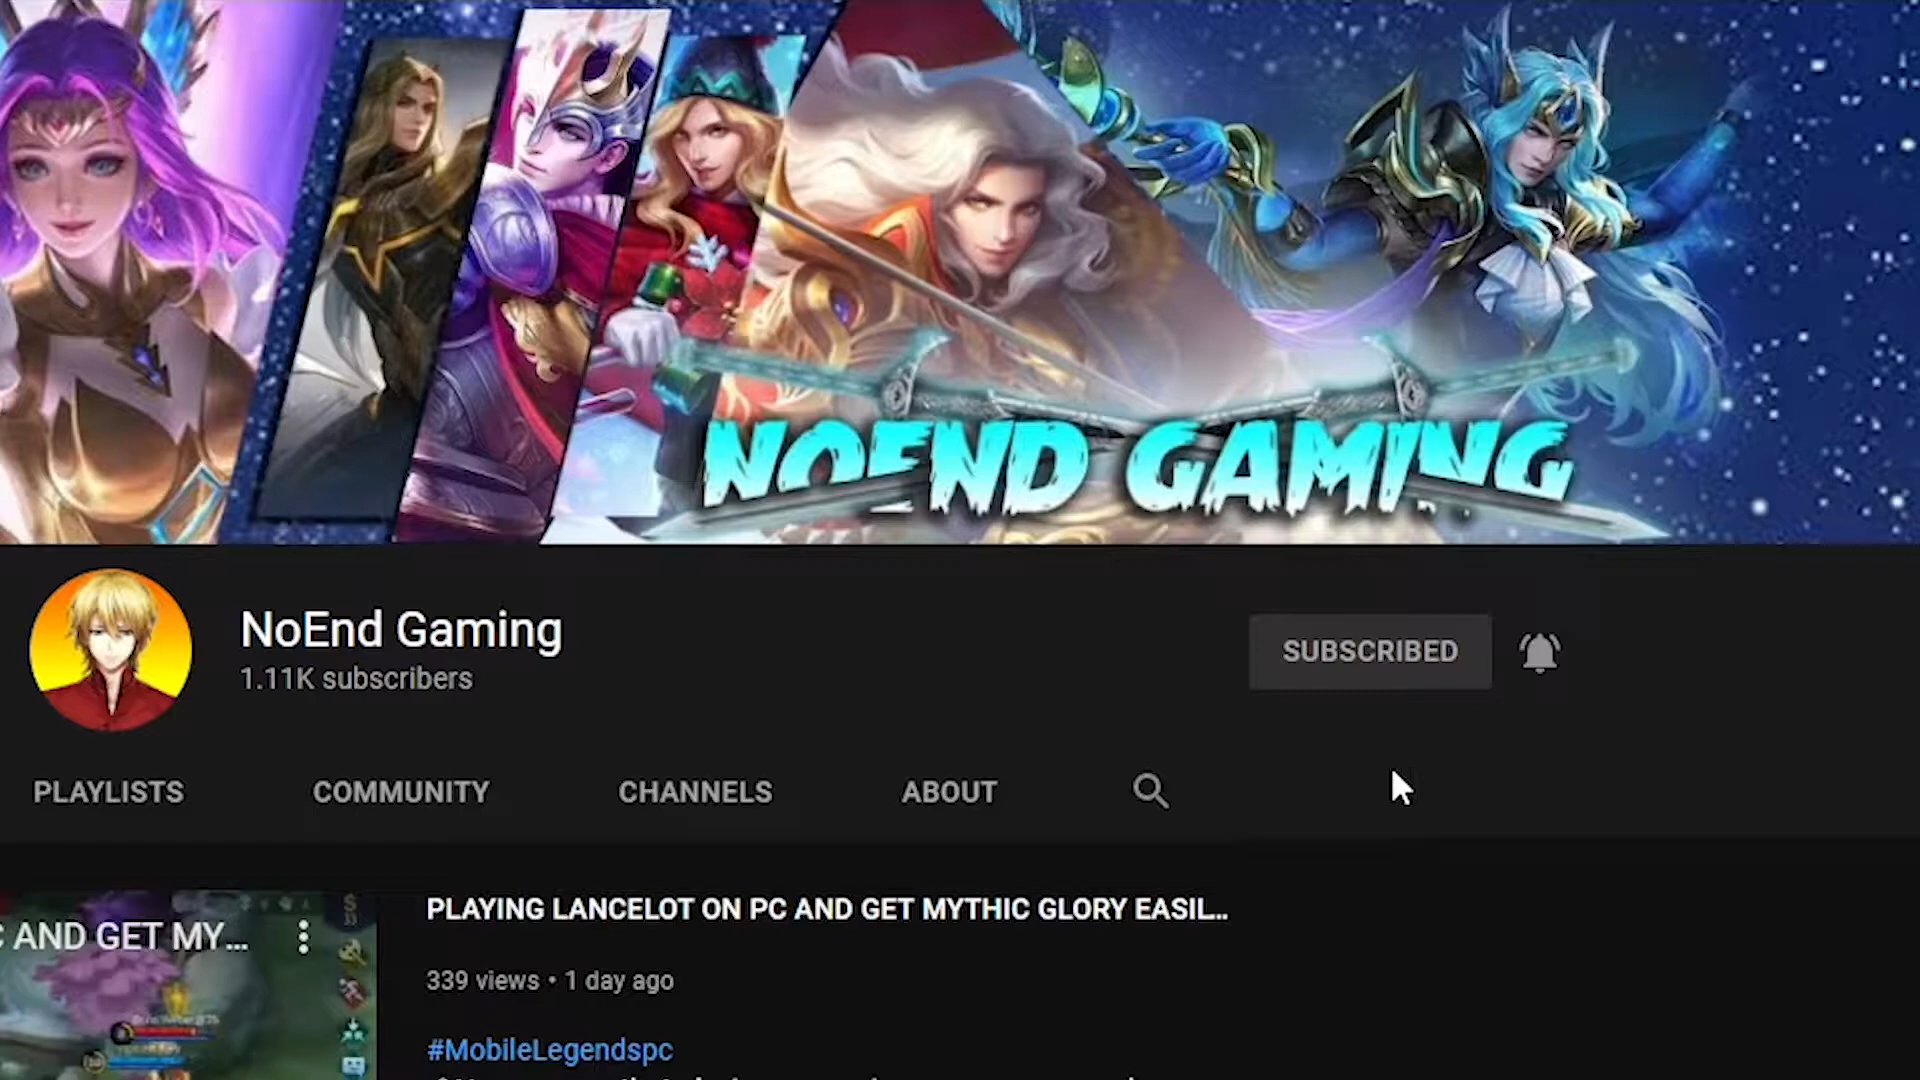 NOEND GAMING
NoEnd Gaming
1.11K subscribers
SUBSCRIBED
PLAYLISTS
COMMUNITY
CHANNELS
ABOUT
AND GET MY...
PLAYING LANCELOT ON PC AND GET MYTHIC GLORY EASIL...
339 views • 1 day ago
#MobileLegendspc